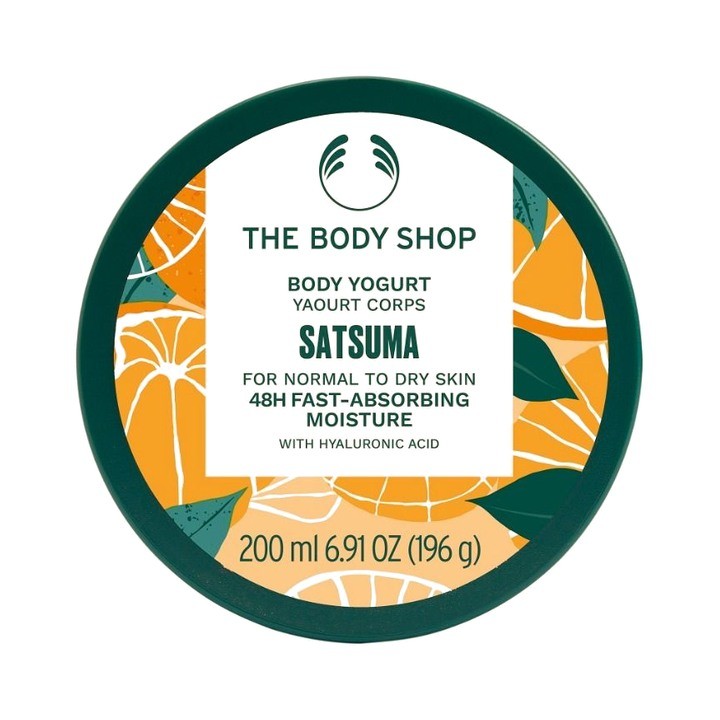 THE BODY SHOP
BODY YOGURT
YAOURT CORPS
SATSUMA
FOR NORMAL TO DRY SKIN
48H FAST-ABSORBING
MOISTURE
WITH HYALURONIC ACID
200 ml 6.91 OZ (196 g)